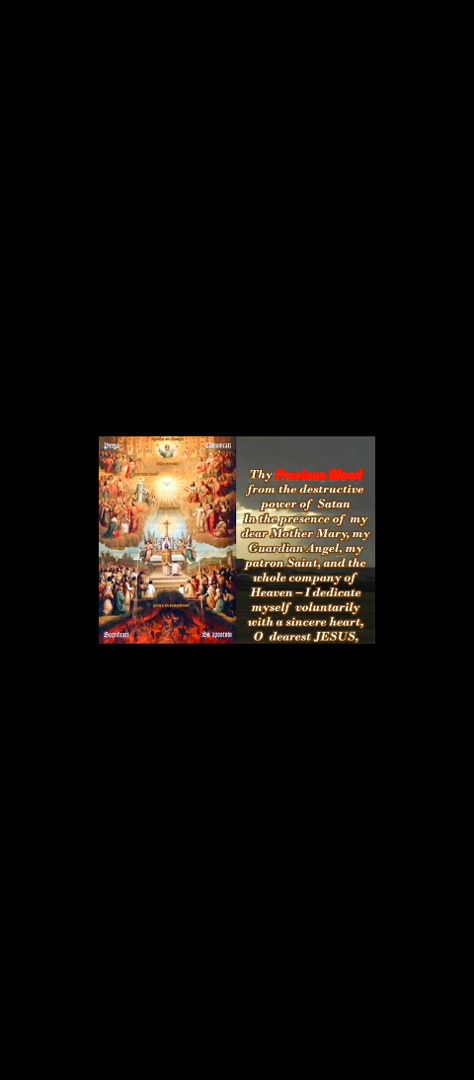 Thy Precious Blood
from the destructive
power of Satan
In the presence of my
dear Mother Mary, my
Guardian Angel, my
patron Saint, and the
whole company of
Heaven – I dedicate
myself voluntarily
with a sincere heart,
O dearest JESUS,